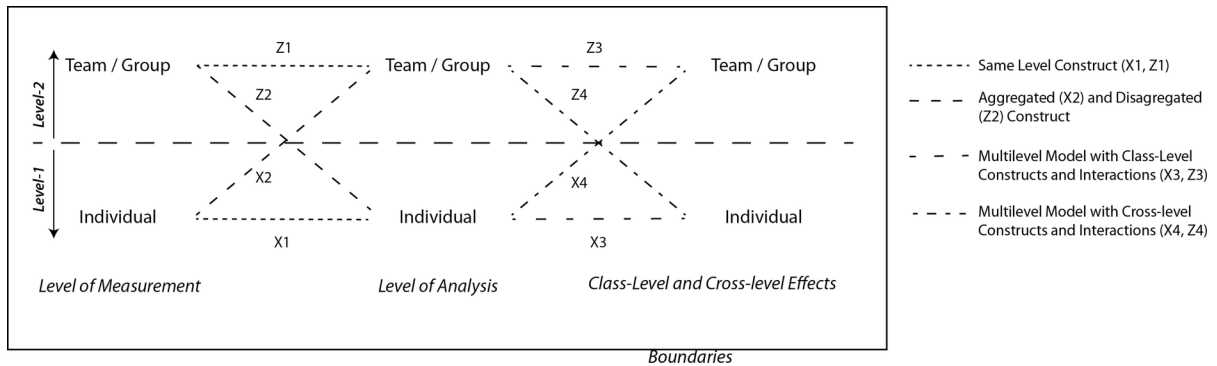 Z1
Z3
Team / Group
Team / Group
Team / Group
Z2
Z4
Level-2
Level-1
X2
X4
Individual
Individual
Individual
X1
X3
Level of Measurement
Level of Analysis
Class-Level and Cross-level Effects
Boundaries
Same Level Construct (X1, Z1)
Aggregated (X2) and Disagregated
(Z2) Construct
Multilevel Model with Class-Level
Constructs and Interactions (X3, Z3)
Multilevel Model with Cross-level
Constructs and Interactions (X4, Z4)